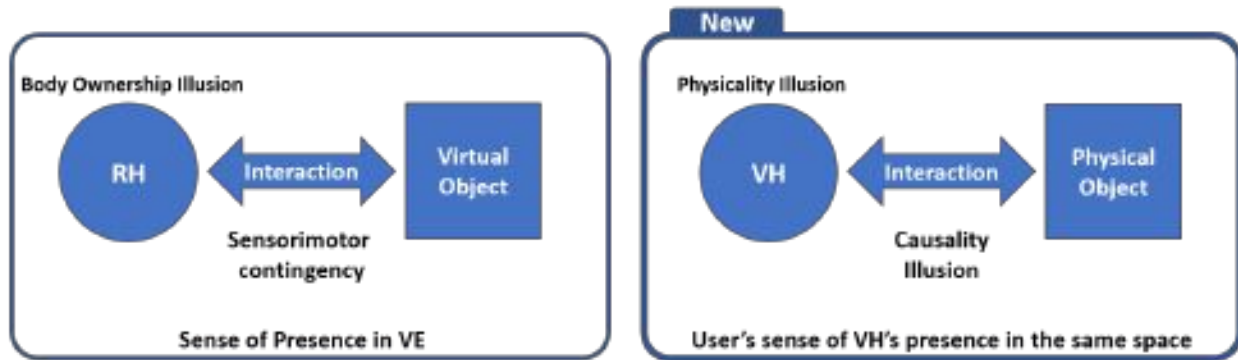 Body Ownership Illusion
RH
Interaction
Virtual
Object
Sensorimotor
contingency
Sense of Presence in VE
New
Physicality Illusion
VH
Interaction
Physical
Object
Causality
Illusion
User's sense of VH's presence in the same space